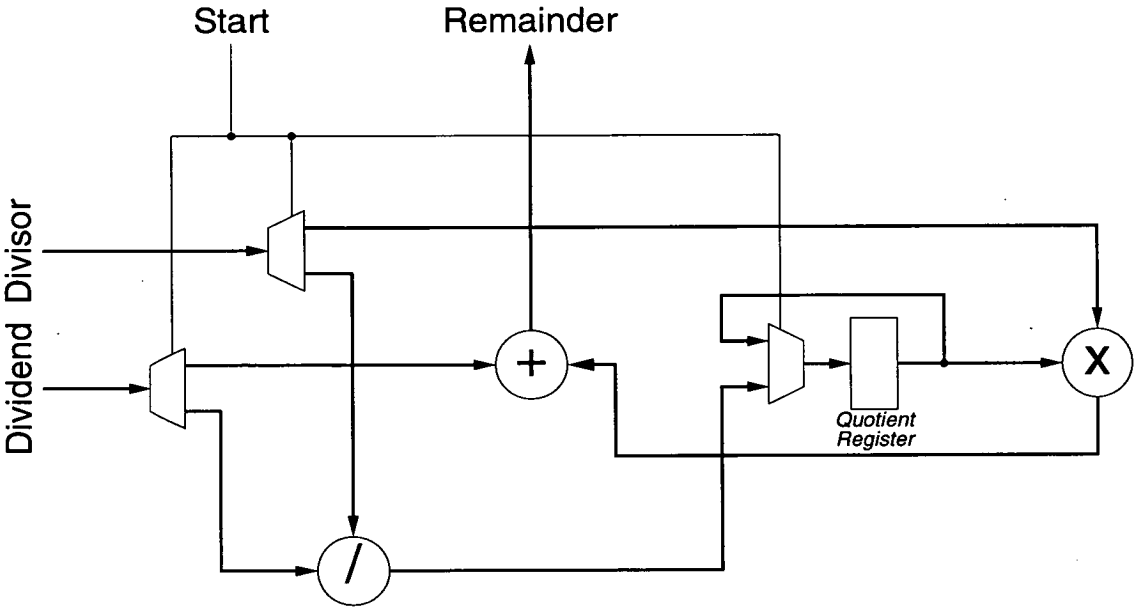 Start
Remainder
Divisor
Dividend
+
X
Quotient
Register
/